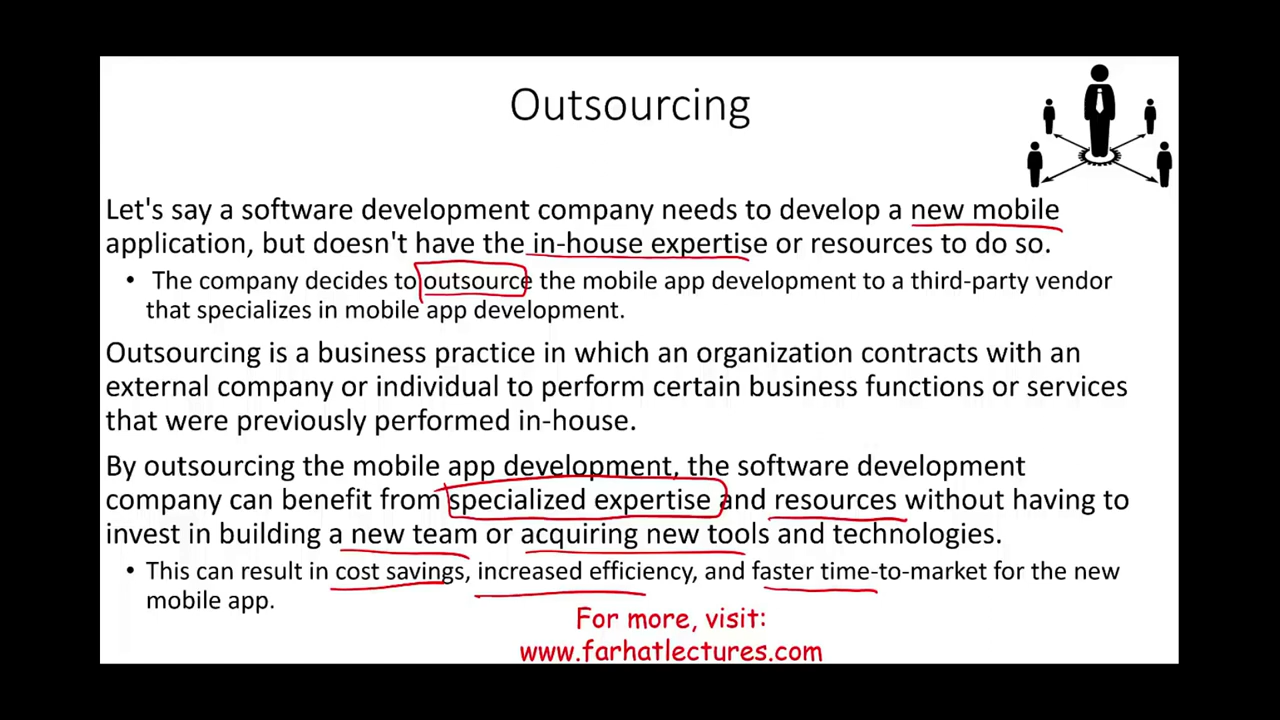 Outsourcing
Let's say a software development company needs to develop a new mobile
application, but doesn't have the in-house expertise or resources to do so.
• The company decides to outsource the mobile app development to a third-party vendor
that specializes in mobile app development.
Outsourcing is a business practice in which an organization contracts with an
external company or individual to perform certain business functions or services
that were previously performed in-house.
By outsourcing the mobile app development, the software development
company can benefit from specialized expertise and resources without having to
invest in building a new team or acquiring new tools and technologies.
• This can result in cost savings, increased efficiency, and faster time-to-market for the new
mobile app.
For more, visit:
www.farhatlectures.com